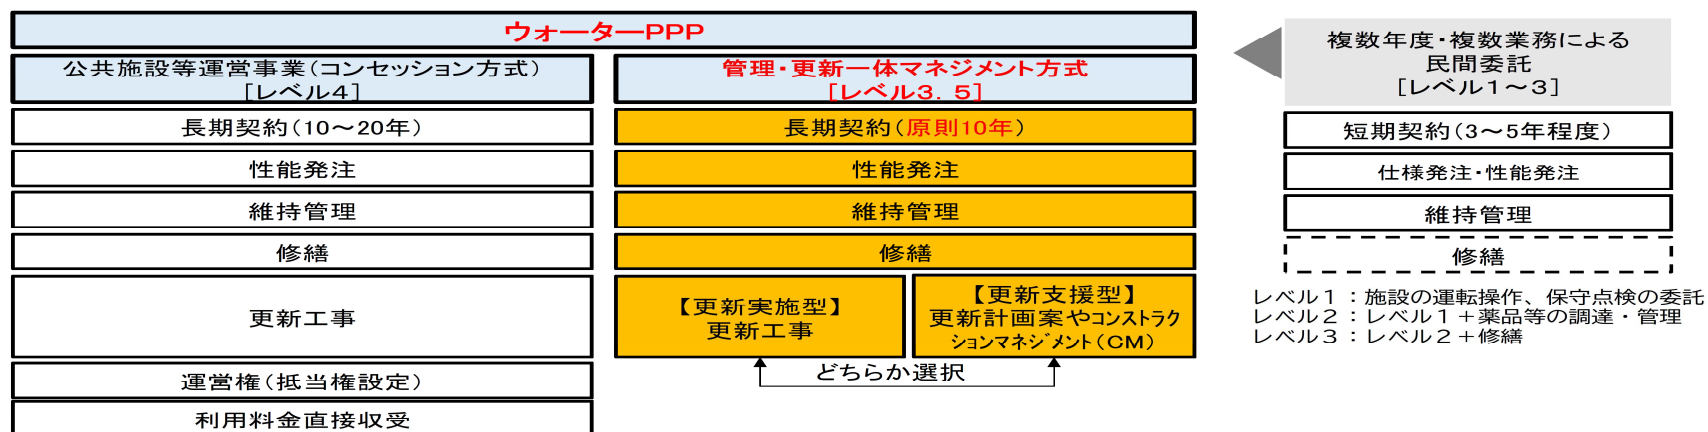 ウォーターPPP
公共施設等運営事業(コンセッション方式)
[レベル4]
長期契約(10~20年)
性能発注
維持管理
修繕
更新工事
運営権(抵当権設定)
利用料金直接収受
管理・更新一体マネジメント方式
[レベル3.5]
長期契約(原則10年)
性能発注
維持管理
修繕
【更新実施型】
更新工事
【更新支援型】
更新計画案やコンストラク
ションマネジメント(CM)
どちらか選択
複数年度・複数業務による
民間委託
[レベル1~3]
短期契約(3~5年程度)
仕様発注・性能発注
維持管理
修繕
レベル1:施設の運転操作、保守点検の委託
レベル2:レベル1+薬品等の調達・管理
レベル3:レベル2+修繕